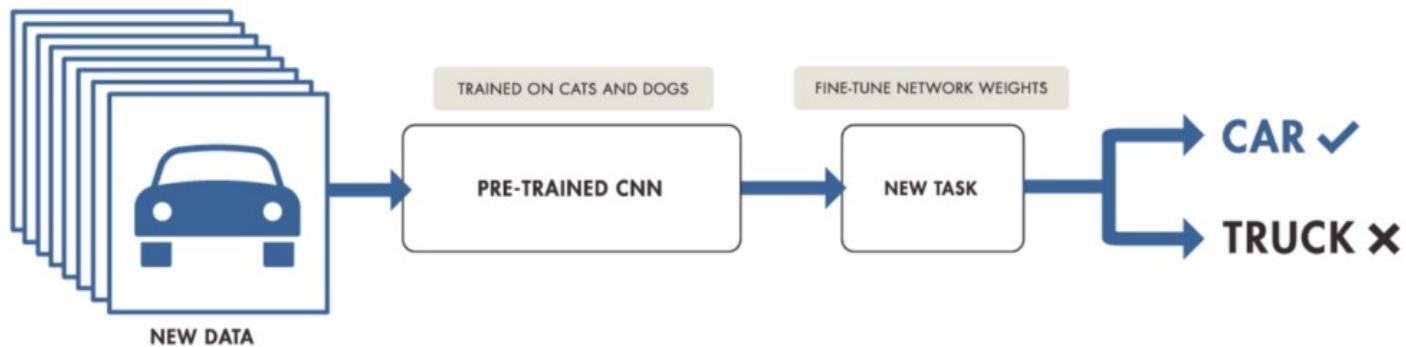 TRAINED ON CATS AND DOGS
FINE-TUNE NETWORK WEIGHTS
CAR
PRE-TRAINED CNN
NEW TASK
TRUCK
NEW DATA